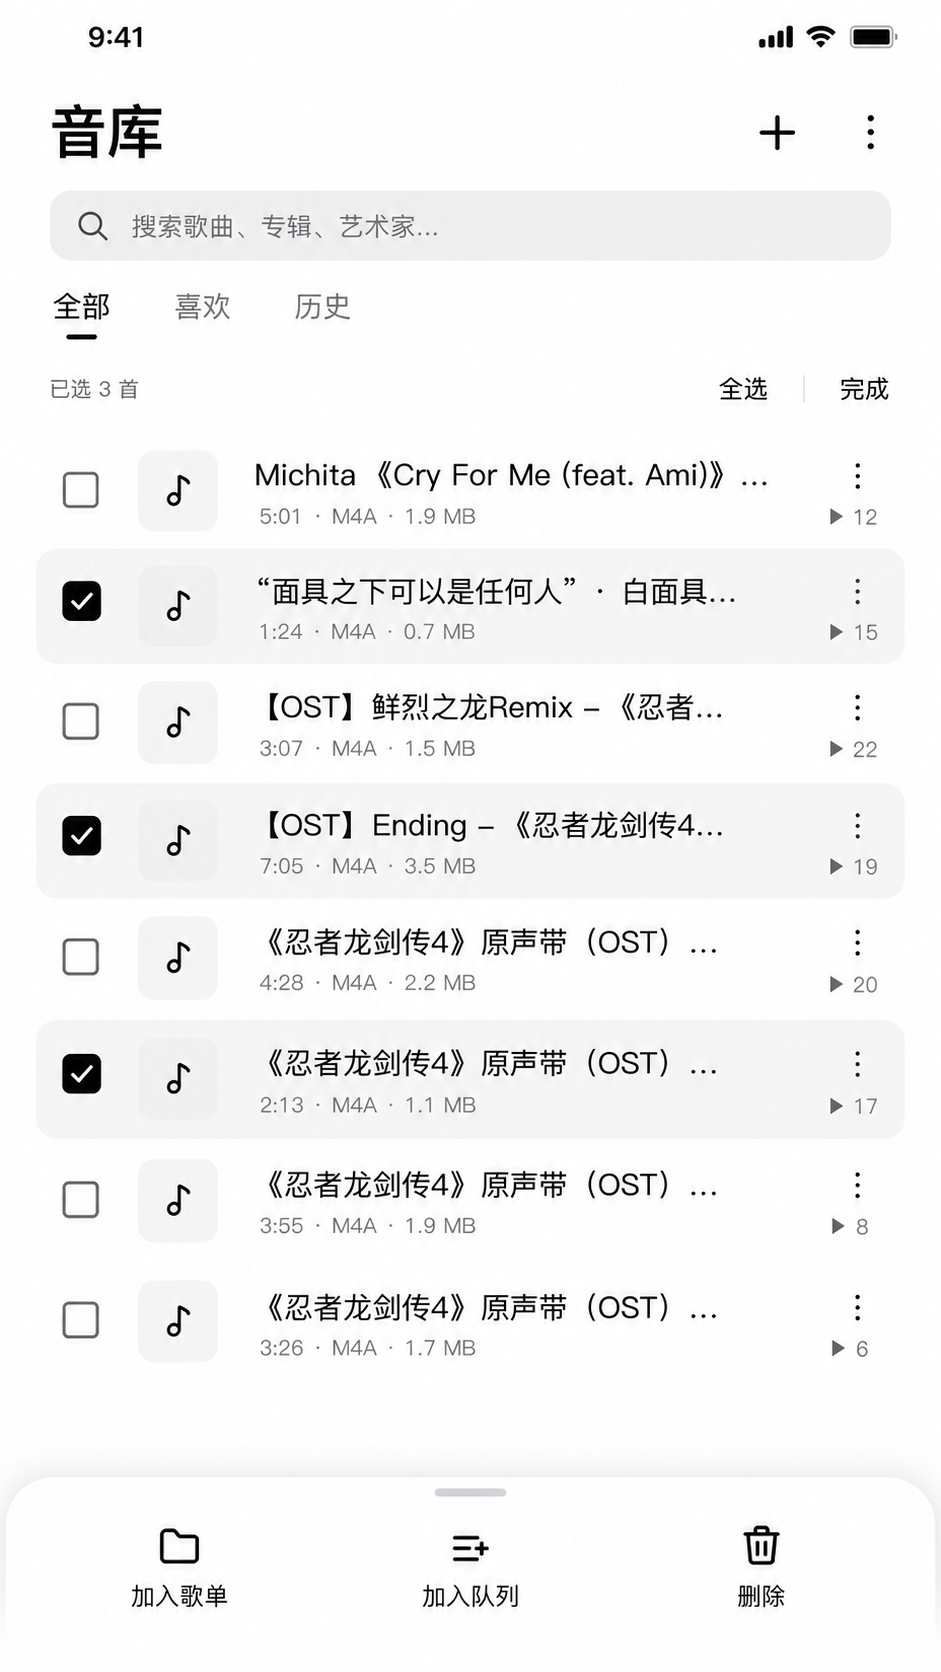 9:41
音库
搜索歌曲、专辑、艺术家...
全部 喜欢 历史
已选 3 首 全选 完成
Michita 《Cry For Me (feat. Ami)》 ...
5:01 · M4A · 1.9 MB 12
“面具之下可以是任何人” · 白面具...
1:24 · M4A · 0.7 MB 15
【OST】鲜烈之龙Remix – 《忍者...
3:07 · M4A · 1.5 MB 22
【OST】Ending – 《忍者龙剑传4...
7:05 · M4A · 3.5 MB 19
《忍者龙剑传4》原声带（OST） ...
4:28 · M4A · 2.2 MB 20
《忍者龙剑传4》原声带（OST） ...
2:13 · M4A · 1.1 MB 17
《忍者龙剑传4》原声带（OST） ...
3:55 · M4A · 1.9 MB 8
《忍者龙剑传4》原声带（OST） ...
3:26 · M4A · 1.7 MB 6
加入歌单 加入队列 删除